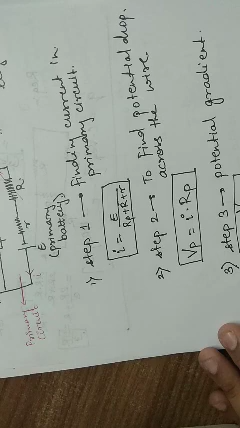 R
r
E
(primary
battery)
Primary
Circuit
i
1) step 1 → finding current in
primary circuit.
i = E / Rp+R+r
2) step 2 → To find potential drop
across the wire
Vp = i·Rp
3) step 3 → potential gradient.